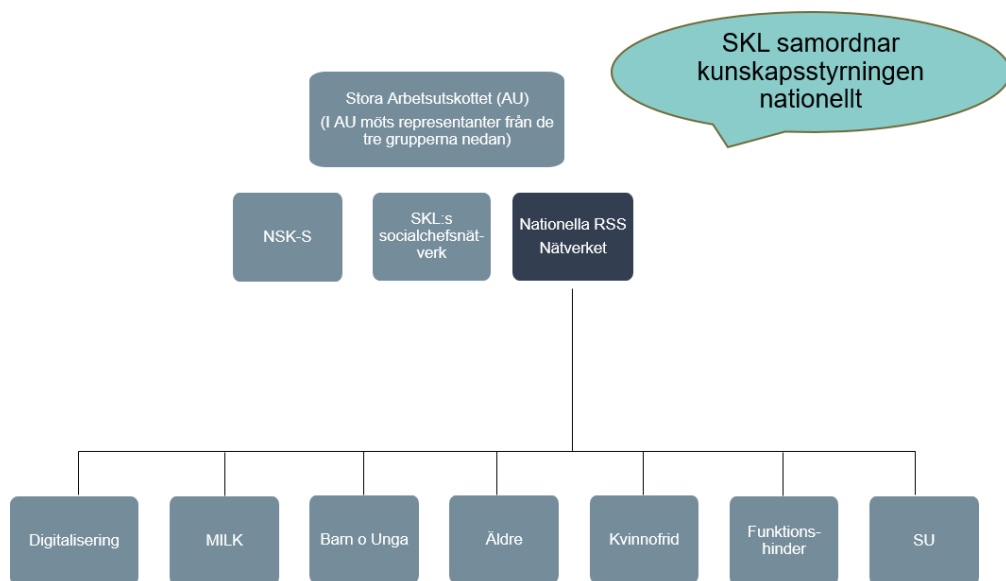 SKL samordnar
kunskapsstyrningen
nationellt
Stora Arbetsutskottet (AU)
(I AU möts representanter från de
tre grupperna nedan)
NSK-S
SKL:s
socialchefsnät-
verk
Nationella RSS
Nätverket
Digitalisering
MILK
Barn o Unga
Äldre
Kvinnofrid
Funktions-
hinder
SU